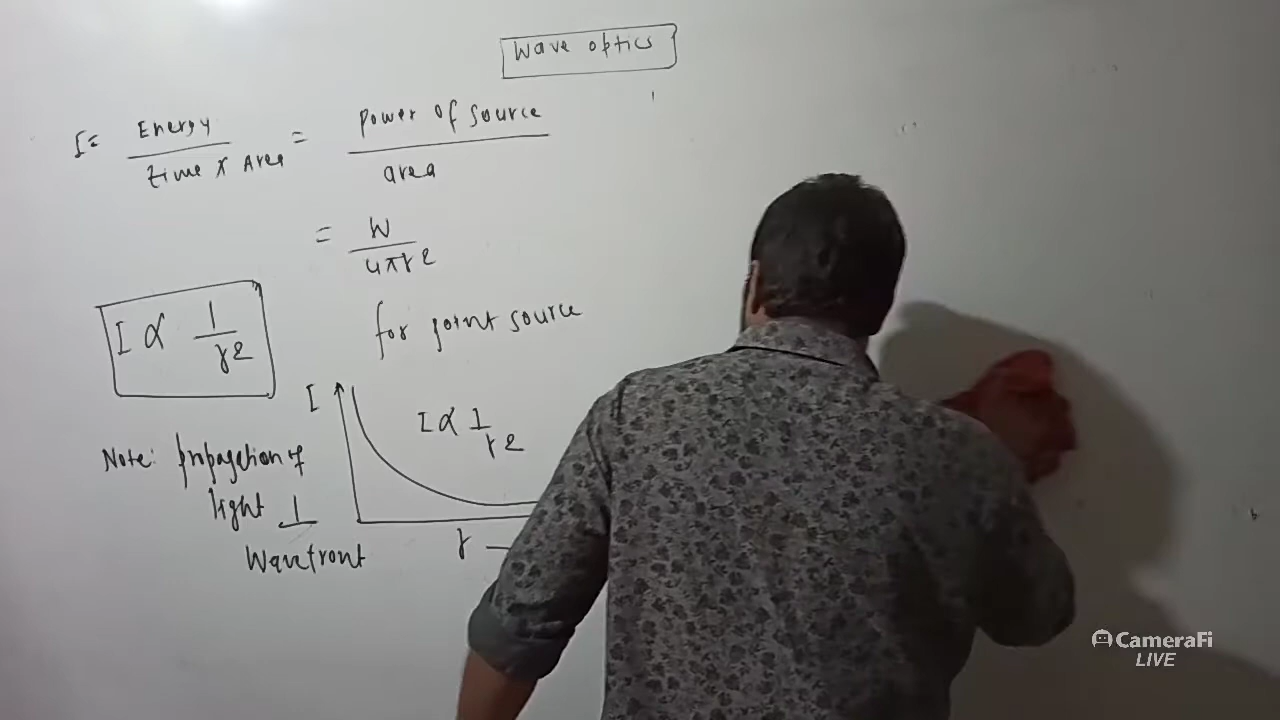 Wave optics
I = Energy / time x Area = Power of source / area
= W / 4πr2
I ∝ 1 / r2
for point source
I
I ∝ 1 / r2
r
Note: propagation of
light ⊥
Wavefront
CameraFi
LIVE